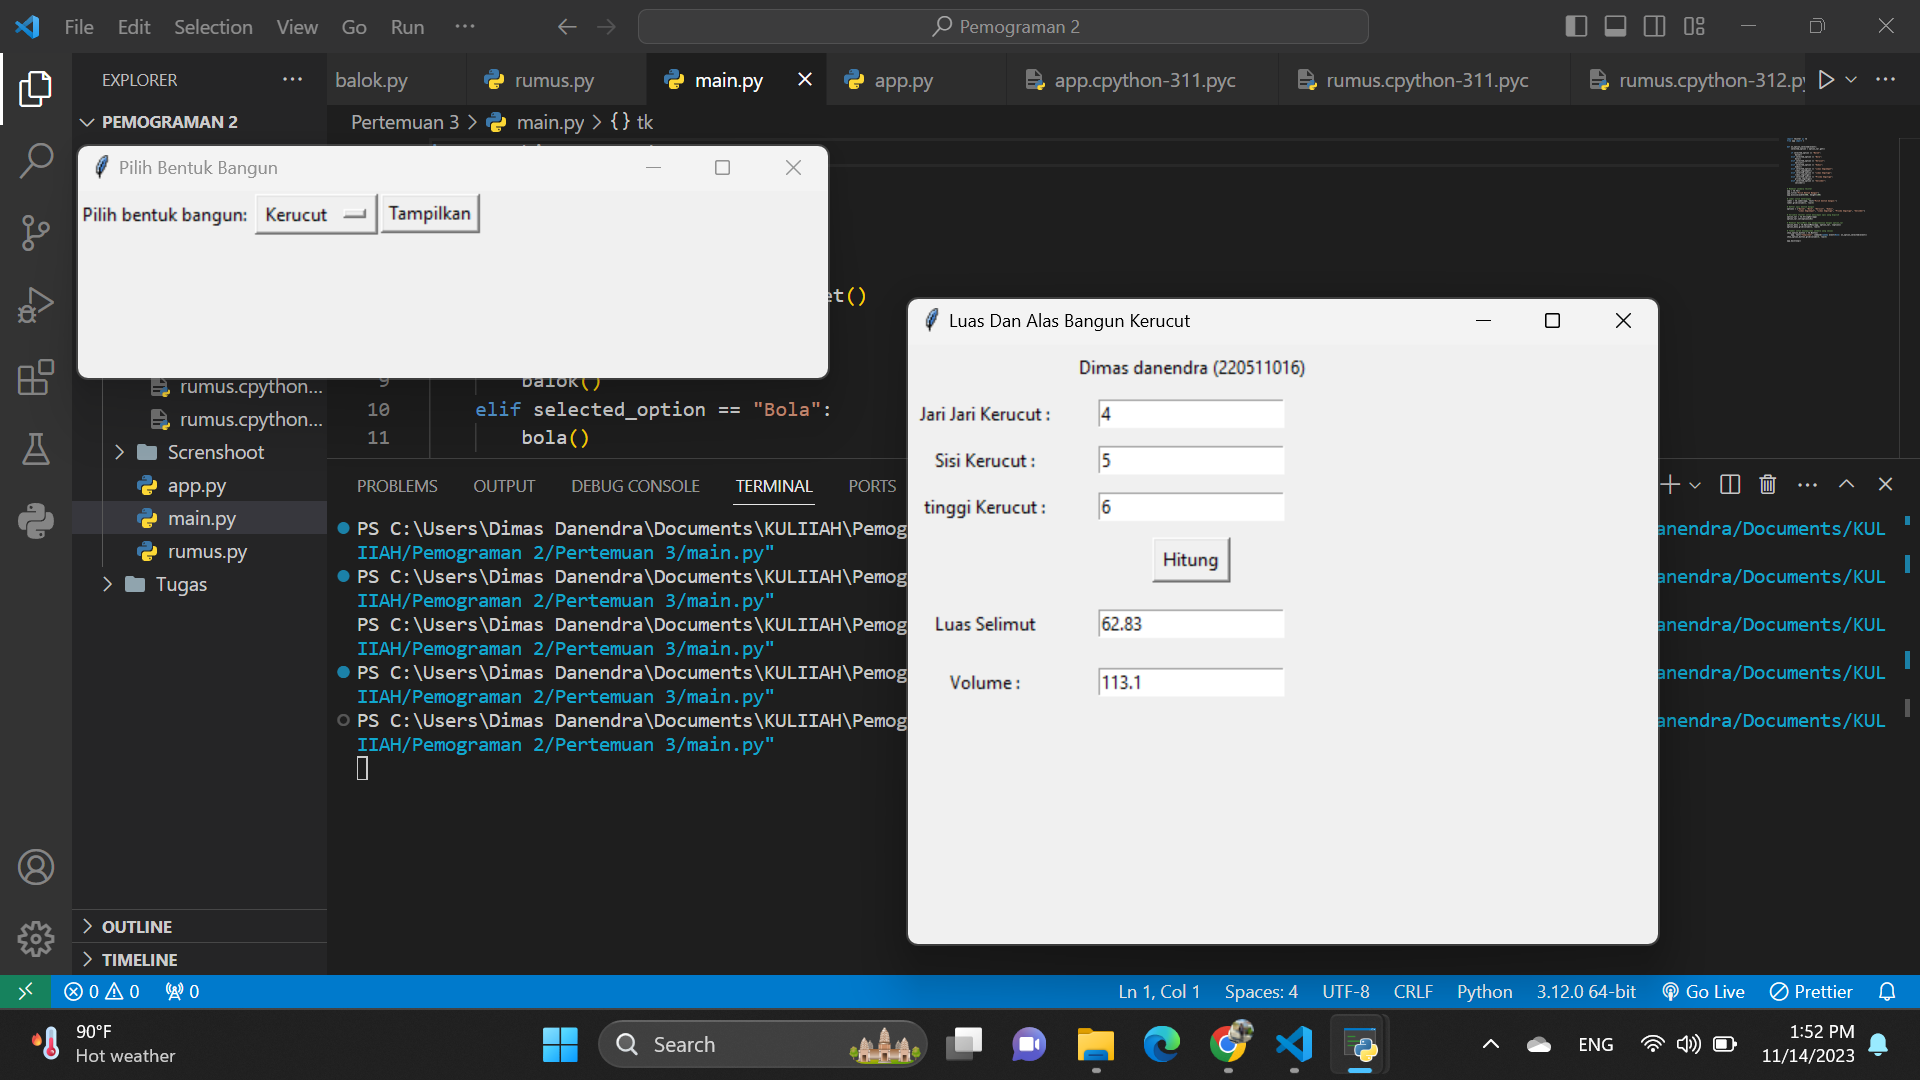 File Edit Selection View Go Run ··· Pemograman 2
EXPLORER ··· balok.py rumus.py main.py app.py app.cpython-311.pyc rumus.cpython-311.pyc rumus.cpython-312.py ···
PEMOGRAMAN 2
Pertemuan 3 > main.py > {} tk
Pilih Bentuk Bangun
Pilih bentuk bangun: Kerucut Tampilkan
et()
9 balok()
10 elif selected_option == "Bola":
11 bola()
rumus.cpython...
rumus.cpython...
Screnshoot
app.py
main.py
rumus.py
Tugas
OUTLINE
TIMELINE
PROBLEMS OUTPUT DEBUG CONSOLE TERMINAL PORTS
PS C:\Users\Dimas Danendra\Documents\KULIIAH\Pemog anendra/Documents/KUL
IIAH/Pemograman 2/Pertemuan 3/main.py"
PS C:\Users\Dimas Danendra\Documents\KULIIAH\Pemog anendra/Documents/KUL
IIAH/Pemograman 2/Pertemuan 3/main.py"
PS C:\Users\Dimas Danendra\Documents\KULIIAH\Pemog anendra/Documents/KUL
IIAH/Pemograman 2/Pertemuan 3/main.py"
PS C:\Users\Dimas Danendra\Documents\KULIIAH\Pemog anendra/Documents/KUL
IIAH/Pemograman 2/Pertemuan 3/main.py"
PS C:\Users\Dimas Danendra\Documents\KULIIAH\Pemog anendra/Documents/KUL
IIAH/Pemograman 2/Pertemuan 3/main.py"
Luas Dan Alas Bangun Kerucut
Dimas danendra (220511016)
Jari Jari Kerucut : 4
Sisi Kerucut : 5
tinggi Kerucut : 6
Hitung
Luas Selimut 62.83
Volume : 113.1
0 0 0 Ln 1, Col 1 Spaces: 4 UTF-8 CRLF Python 3.12.0 64-bit Go Live Prettier
90°F
Hot weather
Search
ENG
1:52 PM
11/14/2023